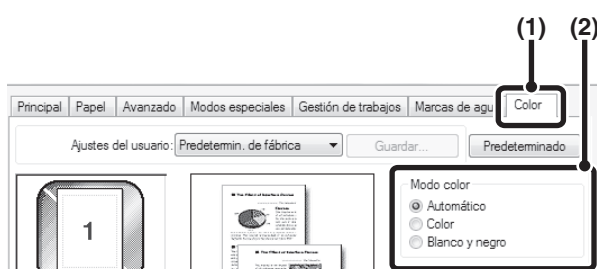 (1) (2)
Principal Papel Avanzado Modos especiales Gestión de trabajos Marcas de agu Color
Ajustes del usuario: Predetermin. de fábrica Guardar... Predeterminado
Modo color
Automático
Color
Blanco y negro
1